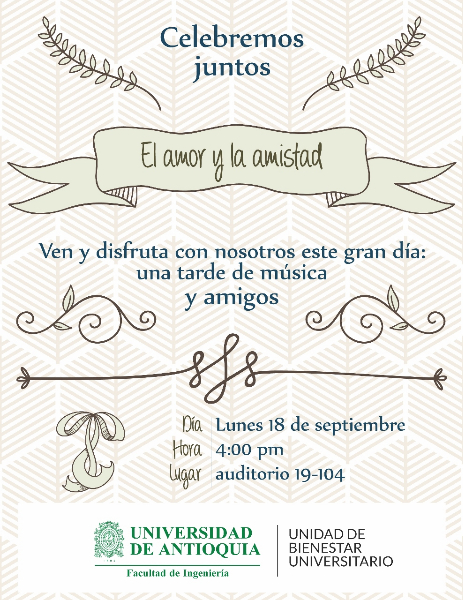 Celebremos
juntos
El amor y la amistad
Ven y disfruta con nosotros este gran día:
una tarde de música
y amigos
Día Lunes 18 de septiembre
Hora 4:00 pm
Lugar auditorio 19-104
UNIVERSIDAD
DE ANTIOQUIA
Facultad de Ingeniería
UNIDAD DE
BIENESTAR
UNIVERSITARIO